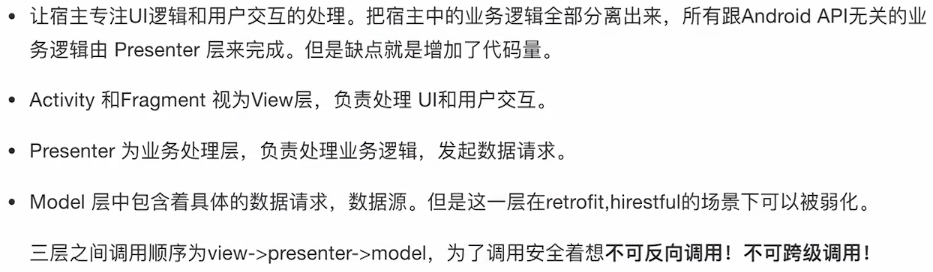 • 让宿主专注UI逻辑和用户交互的处理。把宿主中的业务逻辑全部分离出来，所有跟Android API无关的业
务逻辑由 Presenter 层来完成。但是缺点就是增加了代码量。
• Activity 和Fragment 视为View层，负责处理 UI和用户交互。
• Presenter 为业务处理层，负责处理业务逻辑，发起数据请求。
• Model 层中包含着具体的数据请求，数据源。但是这一层在retrofit,hirestful的场景下可以被弱化。
三层之间调用顺序为view->presenter->model，为了调用安全着想不可反向调用！不可跨级调用！